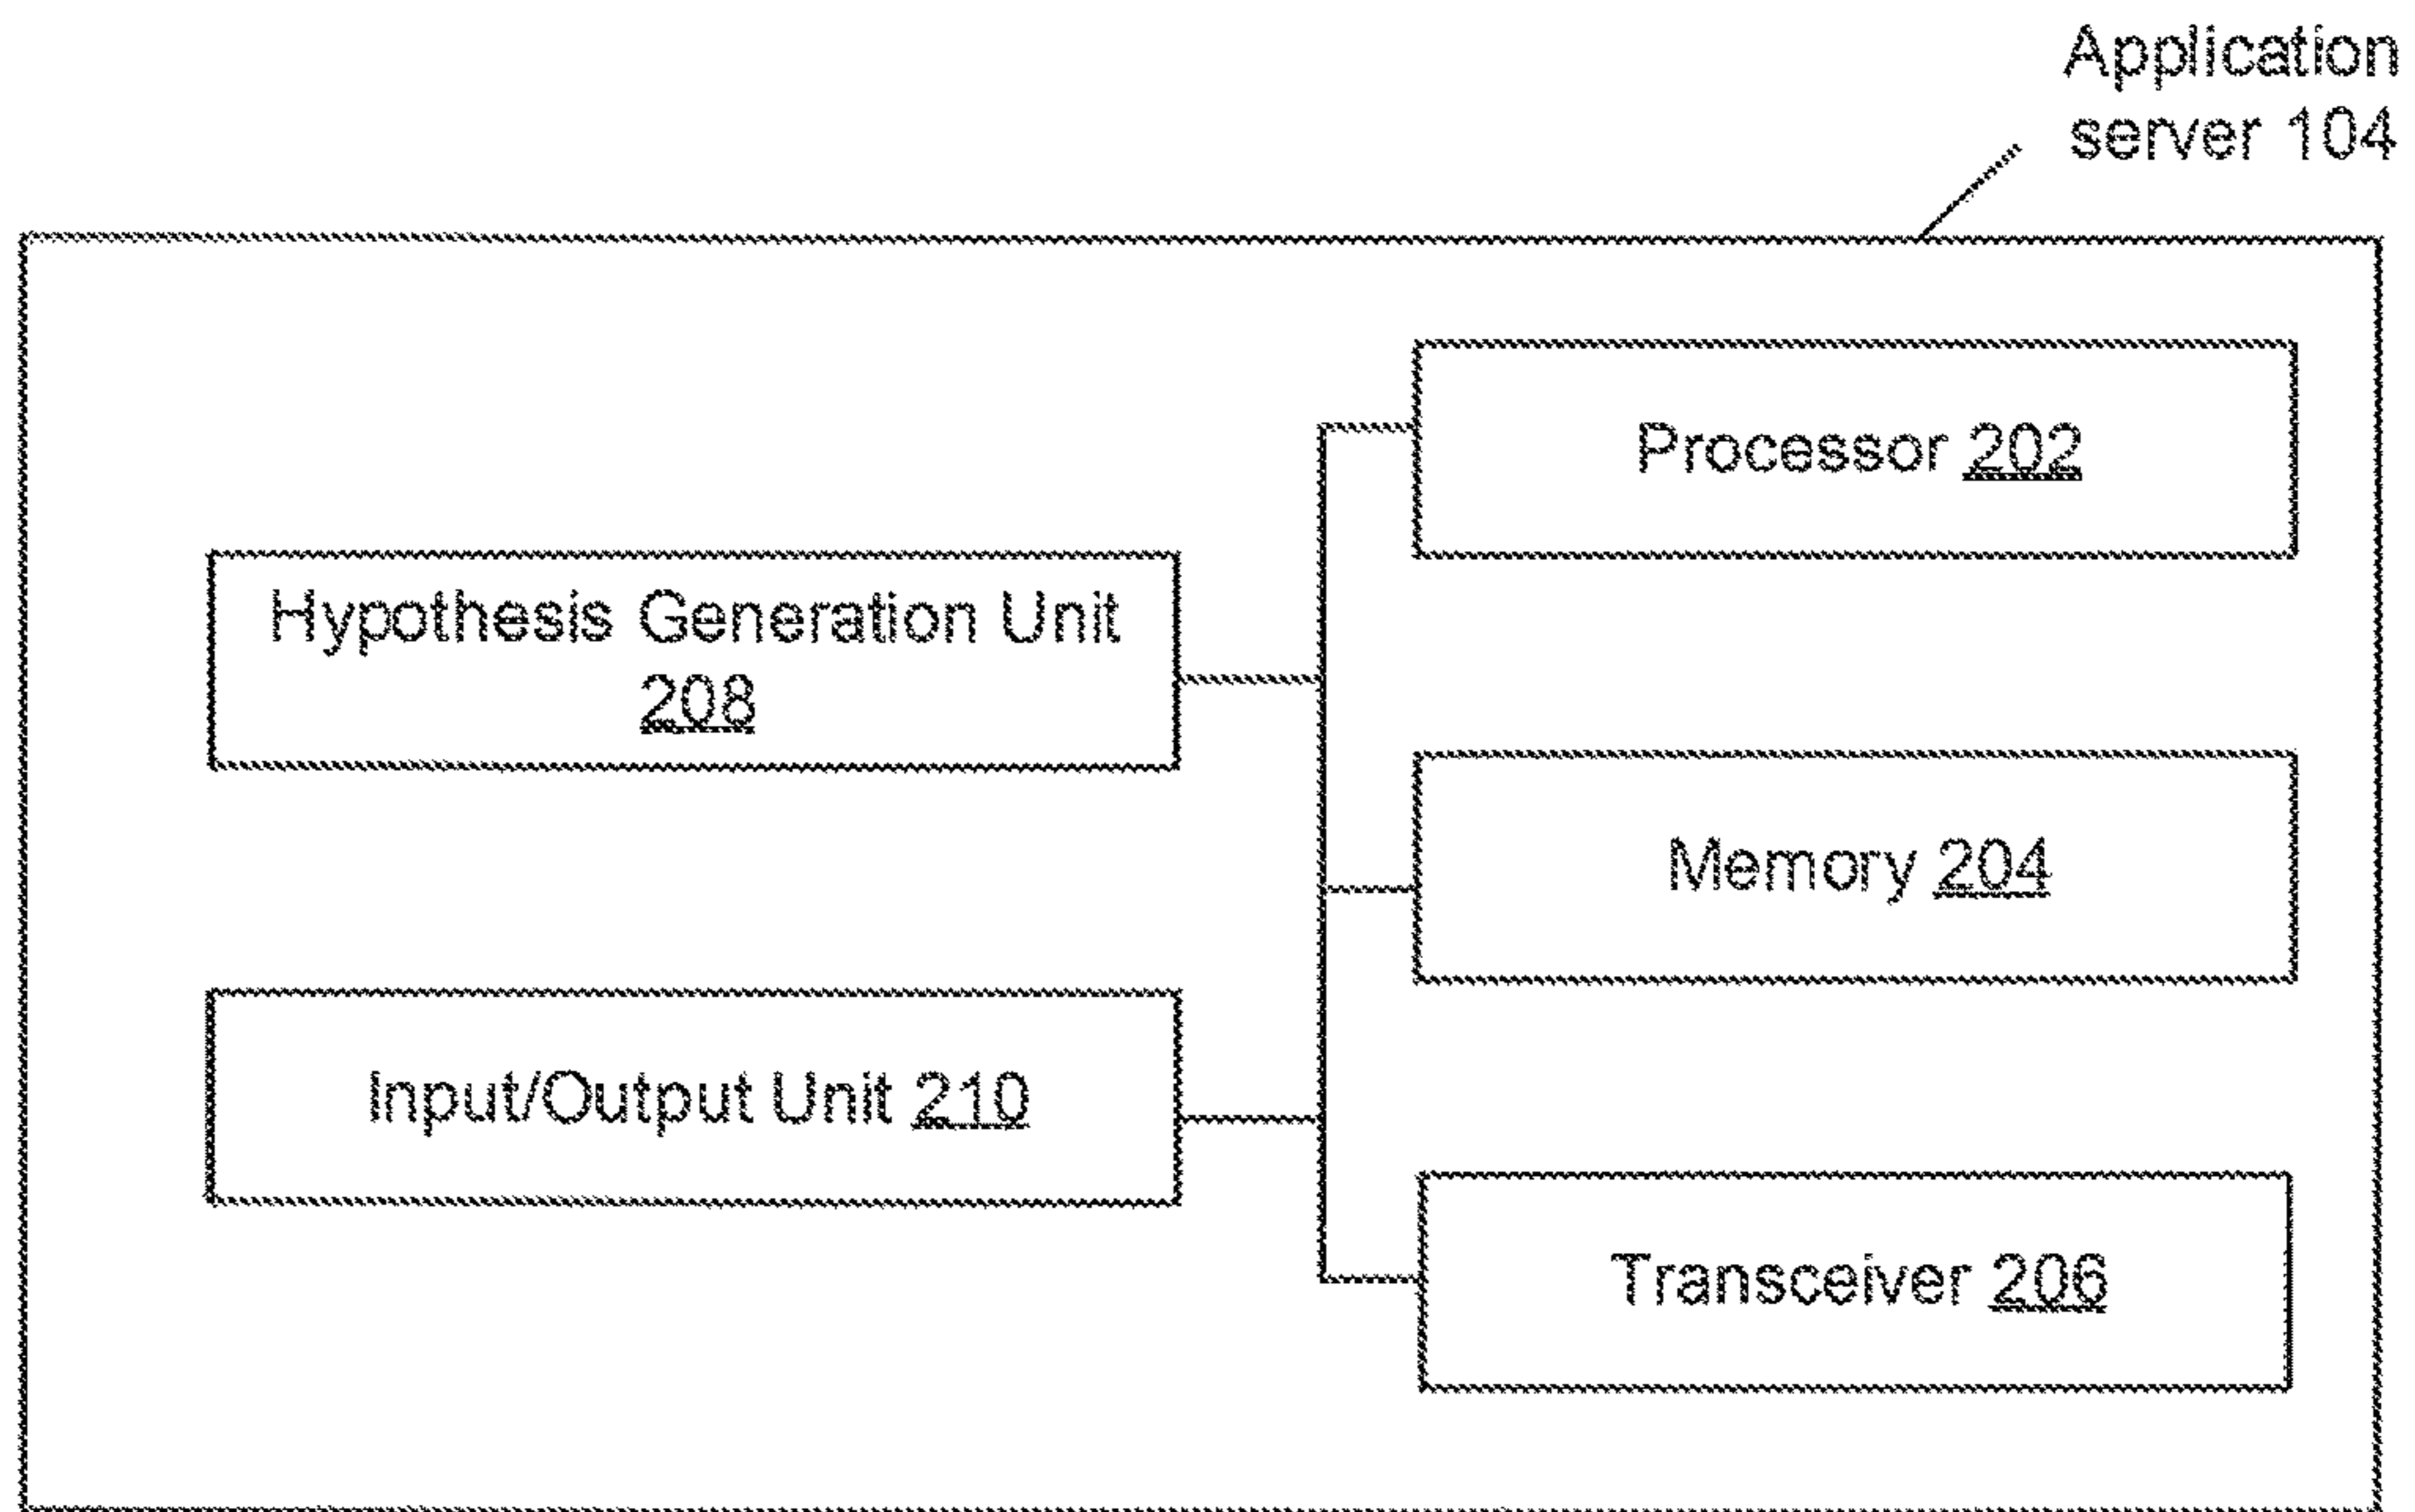 Application
server 104
Processor 202
Hypothesis Generation Unit
208
Memory 204
Input/Output Unit 210
Transceiver 206